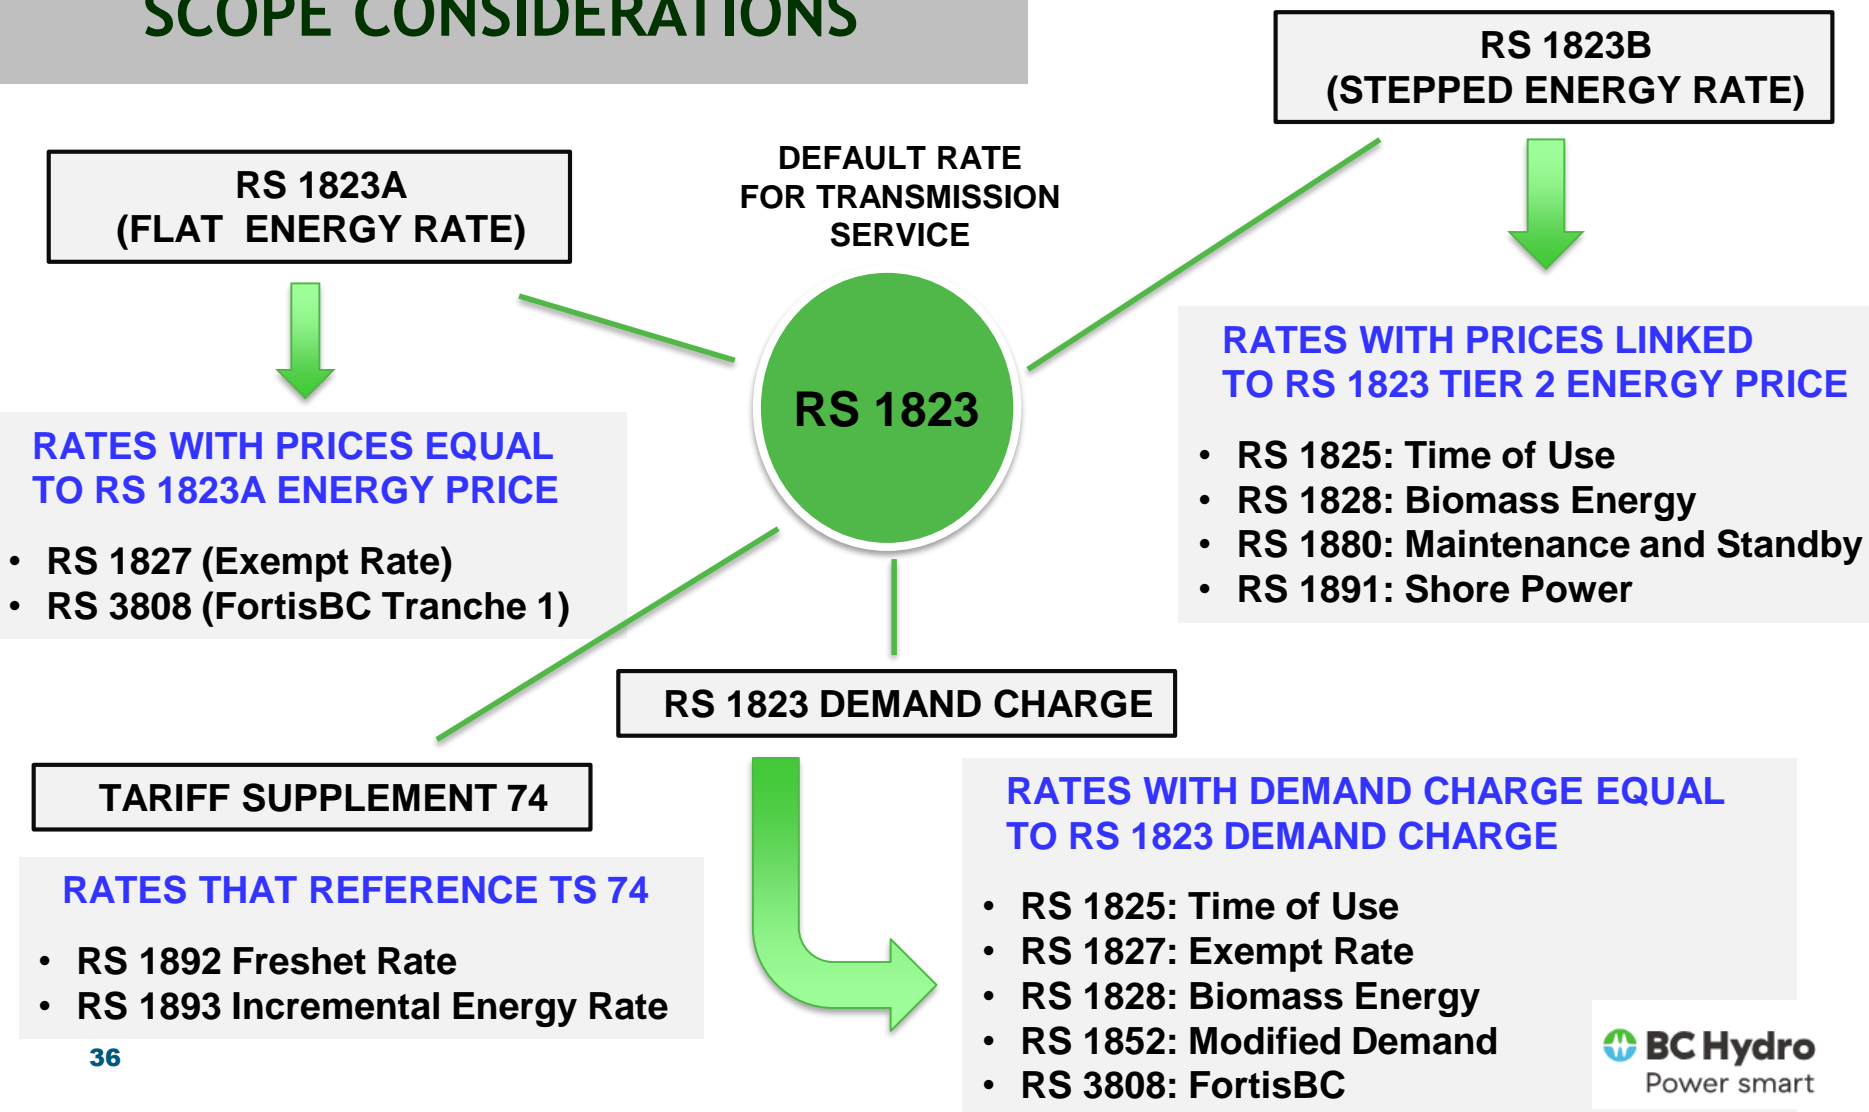 SCOPE CONSIDERATIONS
RS 1823B
(STEPPED ENERGY RATE)
RS 1823A
(FLAT ENERGY RATE)
DEFAULT RATE
FOR TRANSMISSION
SERVICE
RS 1823
RATES WITH PRICES LINKED
TO RS 1823 TIER 2 ENERGY PRICE
• RS 1825: Time of Use
• RS 1828: Biomass Energy
• RS 1880: Maintenance and Standby
• RS 1891: Shore Power
RATES WITH PRICES EQUAL
TO RS 1823A ENERGY PRICE
• RS 1827 (Exempt Rate)
• RS 3808 (FortisBC Tranche 1)
RS 1823 DEMAND CHARGE
TARIFF SUPPLEMENT 74
RATES THAT REFERENCE TS 74
• RS 1892 Freshet Rate
• RS 1893 Incremental Energy Rate
RATES WITH DEMAND CHARGE EQUAL
TO RS 1823 DEMAND CHARGE
• RS 1825: Time of Use
• RS 1827: Exempt Rate
• RS 1828: Biomass Energy
• RS 1852: Modified Demand
• RS 3808: FortisBC
36
BC Hydro
Power smart